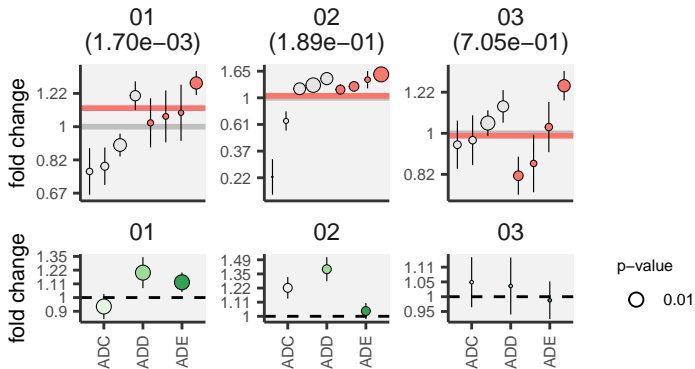 01
(1.70e−03)
02
(1.89e−01)
03
(7.05e−01)
fold change
1.22
1
0.82
0.67
1.65
1
0.61
0.37
0.22
1.22
1
0.82
01
02
03
fold change
1.35
1.22
1.11
1
0.9
1.49
1.35
1.22
1.11
1
1.11
1.05
1
0.95
ADC
ADD
ADE
ADC
ADD
ADE
ADC
ADD
ADE
p−value
0.01